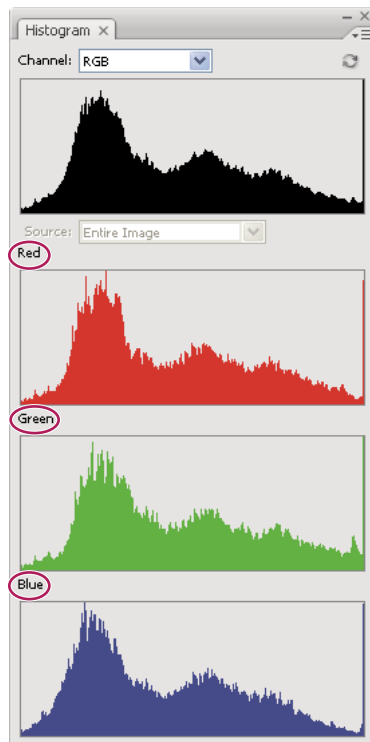 Histogram
Channel: RGB
Source: Entire Image
Red
Green
Blue